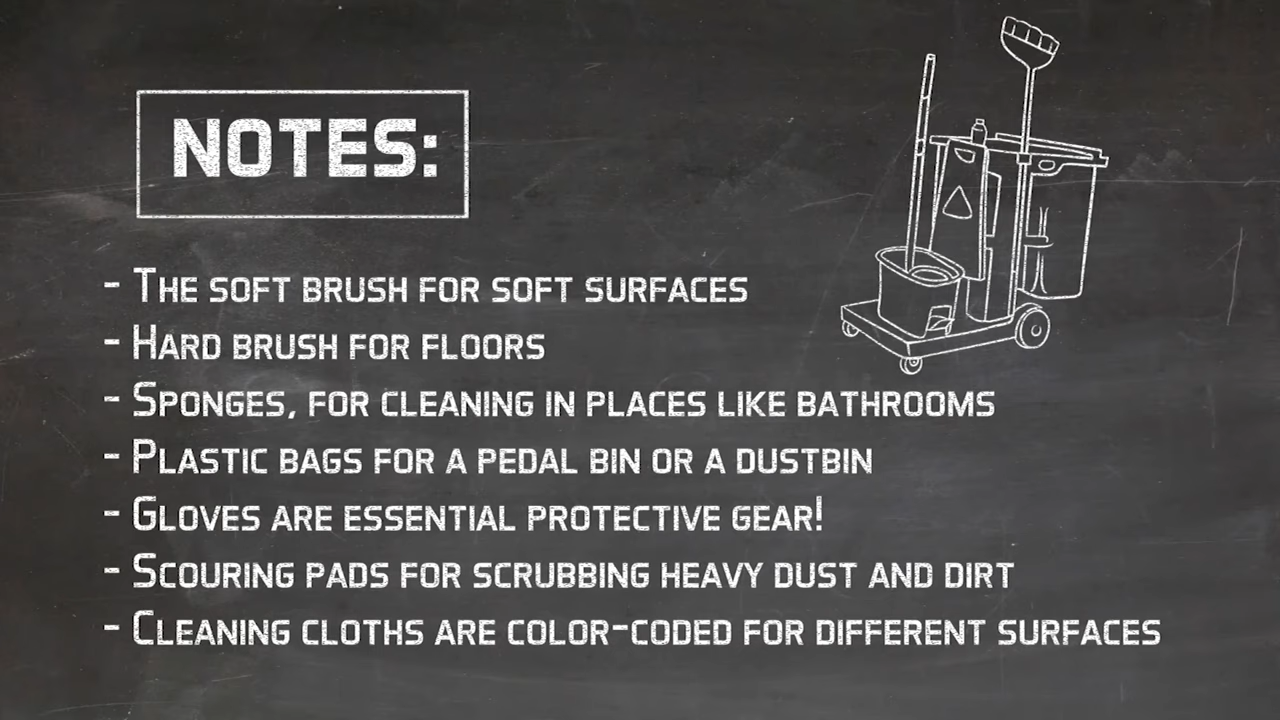 NOTES:
- The soft brush for soft surfaces
- Hard brush for floors
- Sponges, for cleaning in places like bathrooms
- Plastic bags for a pedal bin or a dustbin
- Gloves are essential protective gear!
- Scouring pads for scrubbing heavy dust and dirt
- Cleaning cloths are color-coded for different surfaces